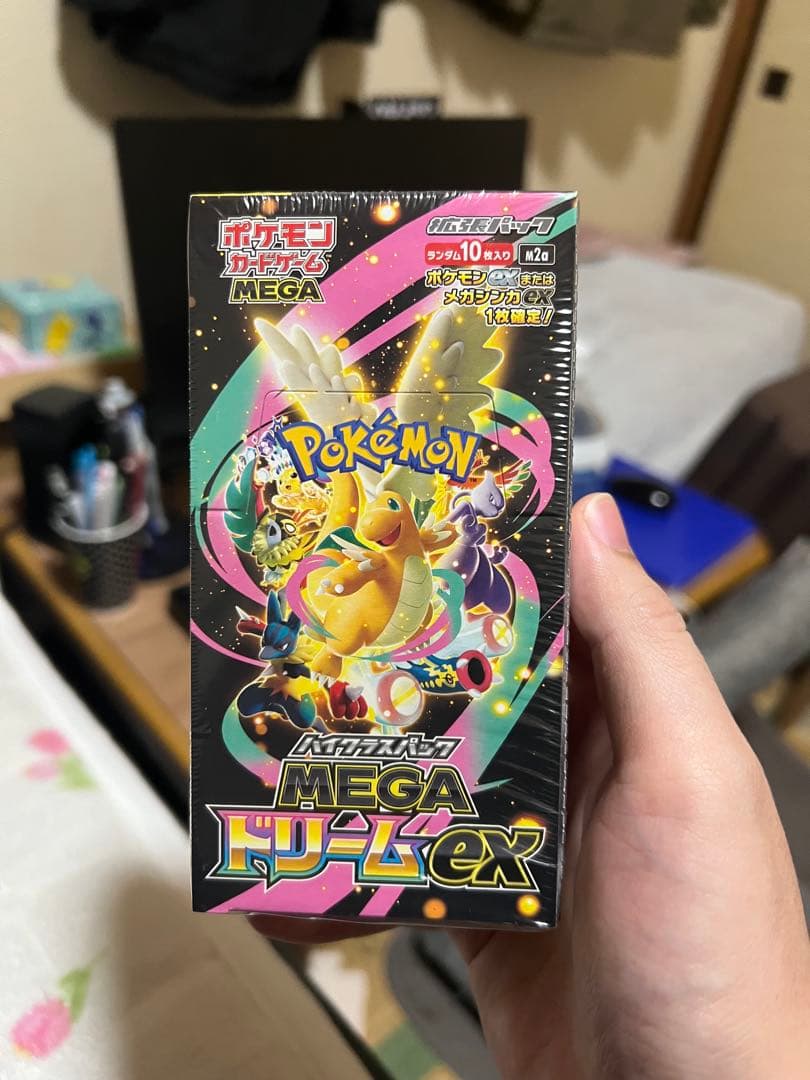 ポケモン
カードゲーム
MEGA
拡張パック
ランダム10枚入り
M2a
ポケモンexまたは
メガシンカex
1枚確定!
POKÉMON
TM
ハイクラスパック
MEGA
ドリームex